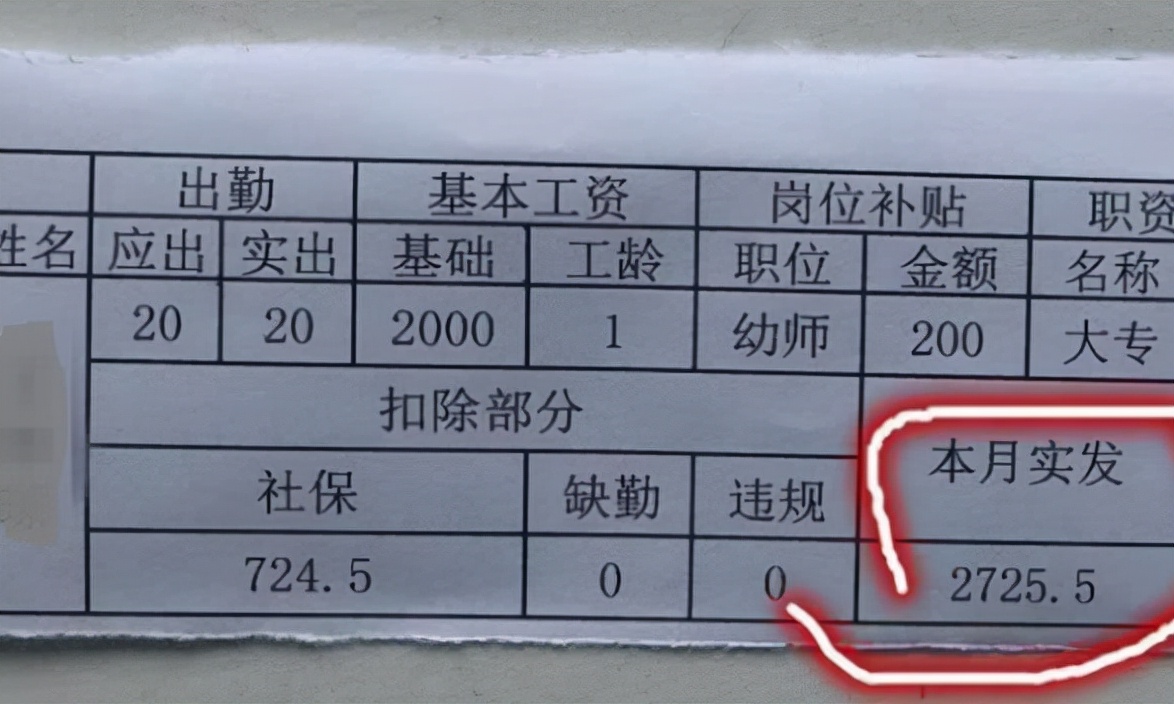 出勤 基本工资 岗位补贴 职资
姓名 应出 实出 基础 工龄 职位 金额 名称
20 20 2000 1 幼师 200 大专
扣除部分
本月实发
社保 缺勤 违规
724.5 0 0 2725.5